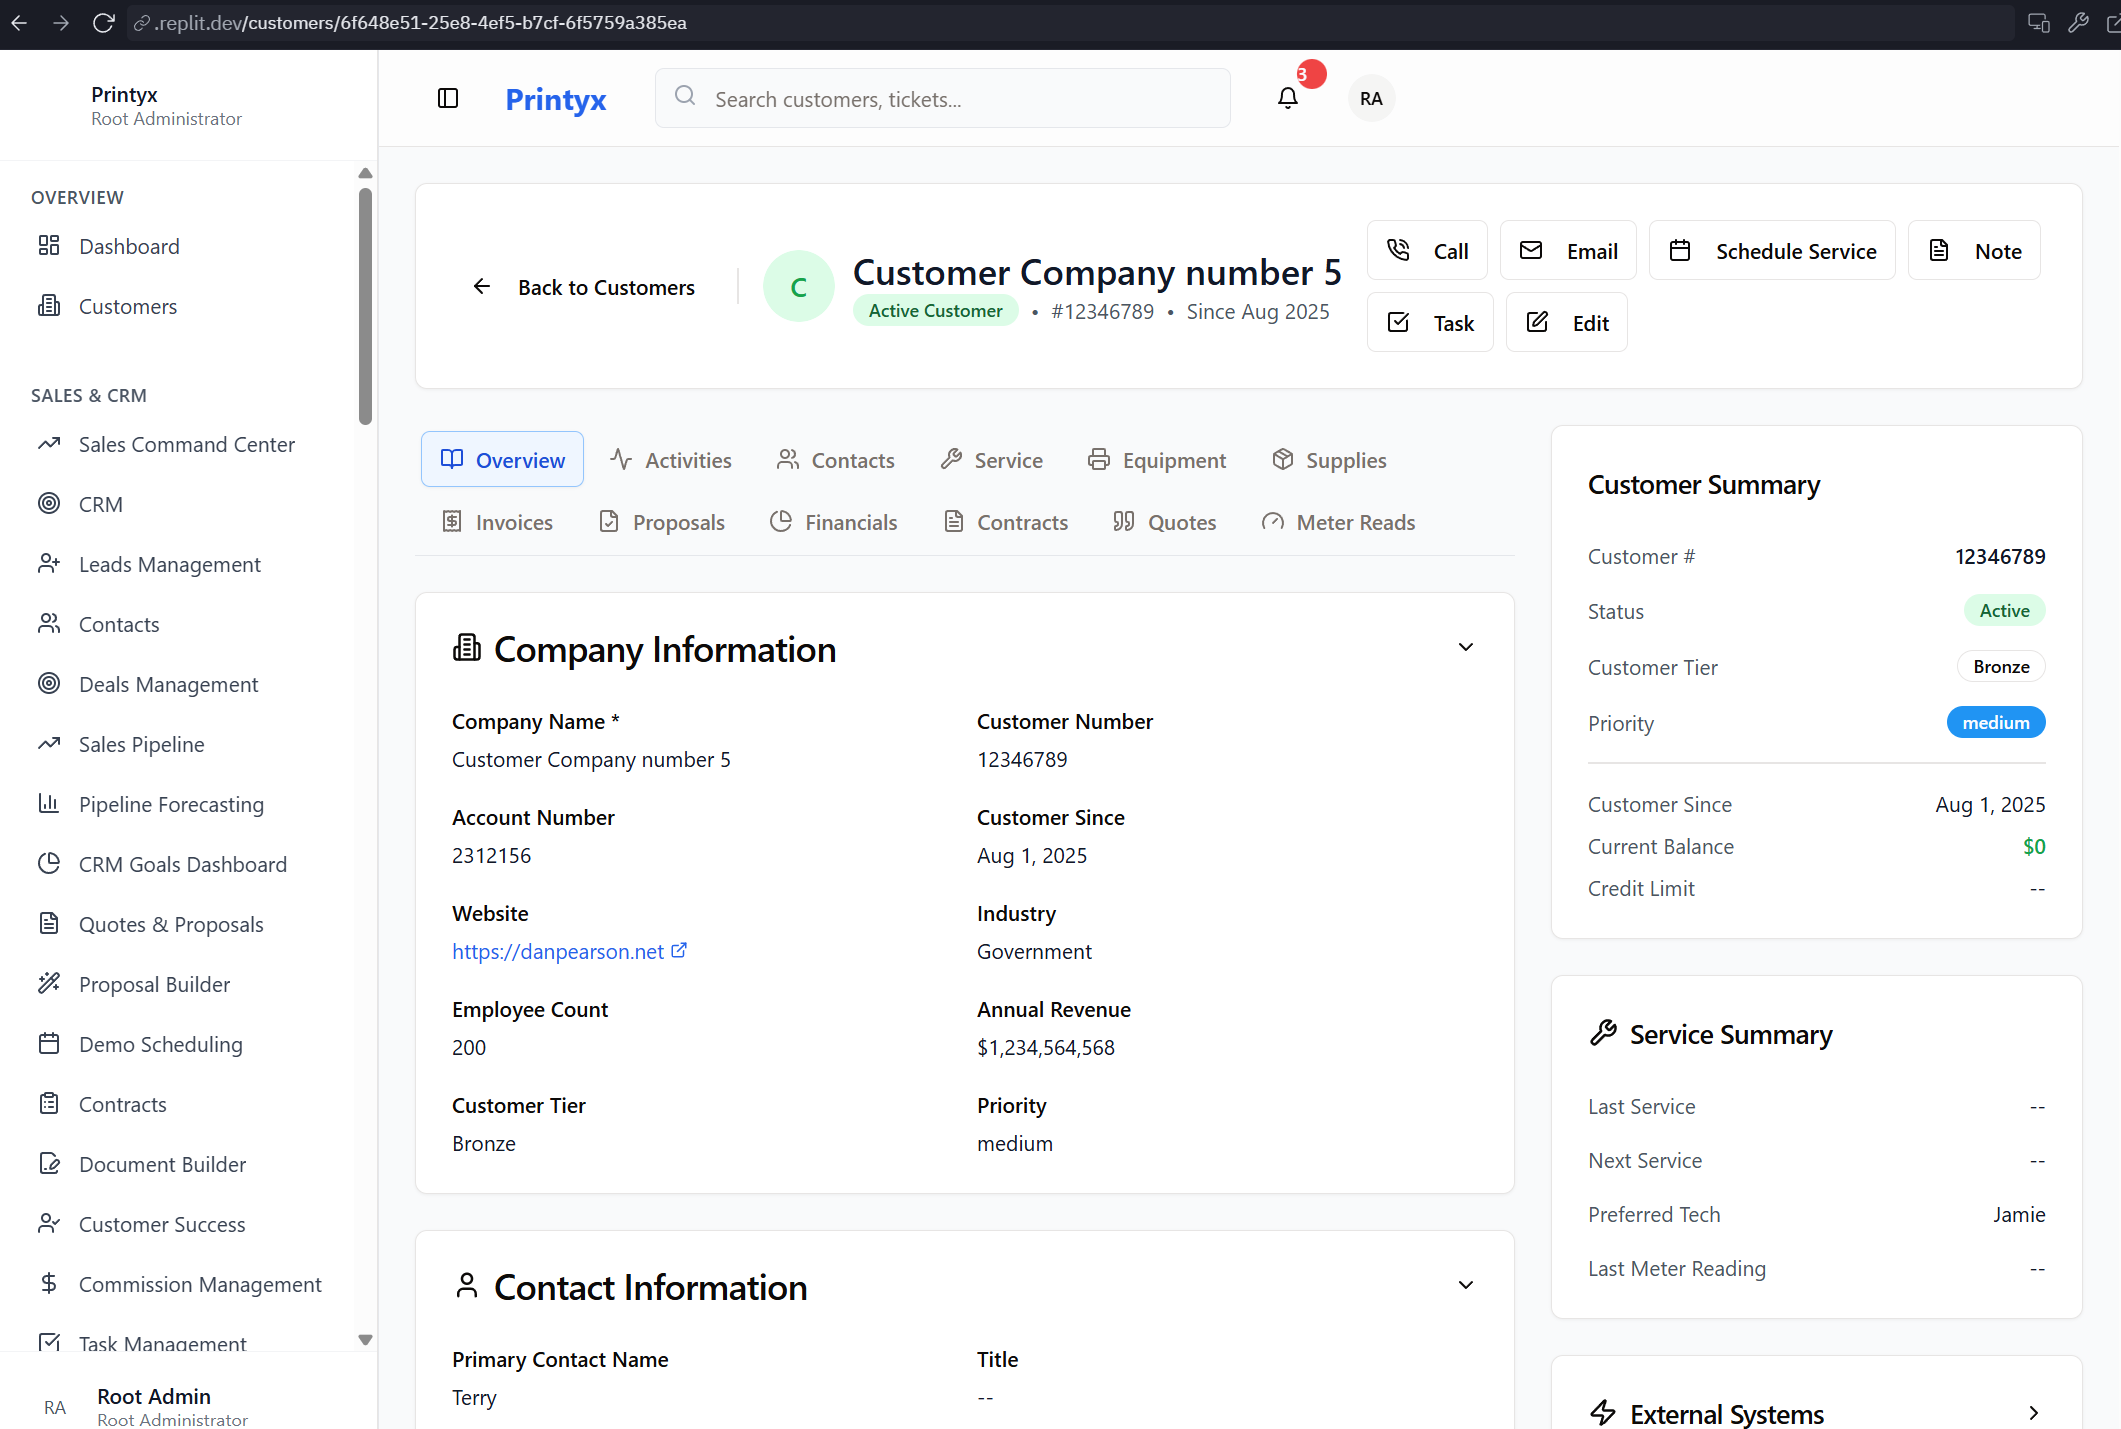 .replit.dev/customers/6f648e51-25e8-4ef5-b7cf-6f5759a385ea
Printyx
Root Administrator
OVERVIEW
Dashboard
Customers
SALES & CRM
Sales Command Center
CRM
Leads Management
Contacts
Deals Management
Sales Pipeline
Pipeline Forecasting
CRM Goals Dashboard
Quotes & Proposals
Proposal Builder
Demo Scheduling
Contracts
Document Builder
Customer Success
Commission Management
Task Management
RA
Root Admin
Root Administrator
Printyx
Search customers, tickets...
3
RA
Back to Customers
C
Customer Company number 5
Active Customer • #12346789 • Since Aug 2025
Call
Email
Schedule Service
Note
Task
Edit
Overview
Activities
Contacts
Service
Equipment
Supplies
Invoices
Proposals
Financials
Contracts
Quotes
Meter Reads
Company Information
Company Name *
Customer Company number 5
Customer Number
12346789
Account Number
2312156
Customer Since
Aug 1, 2025
Website
https://danpearson.net
Industry
Government
Employee Count
200
Annual Revenue
$1,234,564,568
Customer Tier
Bronze
Priority
medium
Contact Information
Primary Contact Name
Terry
Title
--
Customer Summary
Customer # 12346789
Status Active
Customer Tier Bronze
Priority medium
Customer Since Aug 1, 2025
Current Balance $0
Credit Limit --
Service Summary
Last Service --
Next Service --
Preferred Tech Jamie
Last Meter Reading --
External Systems